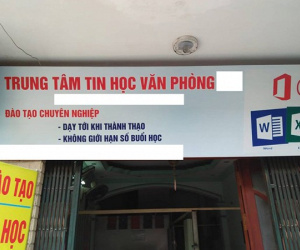 TRUNG TÂM TIN HỌC VĂN PHÒNG
ĐÀO TẠO CHUYÊN NGHIỆP
- DẠY TỚI KHI THÀNH THẠO
- KHÔNG GIỚI HẠN SỐ BUỔI HỌC
W
X
ĐÀO TẠO
HỌC